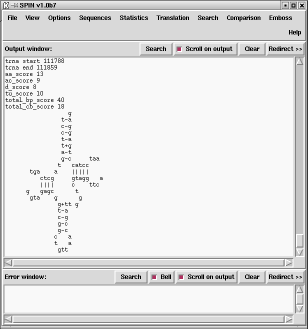 SPIN v1.0b7
File View Options Sequences Statistics Translation Search Comparison Emboss
Help
Output window: Search Scroll on output Clear Redirect >>
trna start 111788
trna end 111859
aa_score 13
ac_score 9
d_score 8
tu_score 10
total_bp_score 40
total_cb_score 18
g
t-a
c-g
c-g
t-a
t+g
a-t
g-c taa
t catcc
tga a ||||| 
ctcg gtagg a
|||| c ttc
g gagc t
gta g g
g+tt g
t-a
c-g
g-c
g-c
c a
t a
gtt
Error window: Search Bell Scroll on output Clear Redirect >>